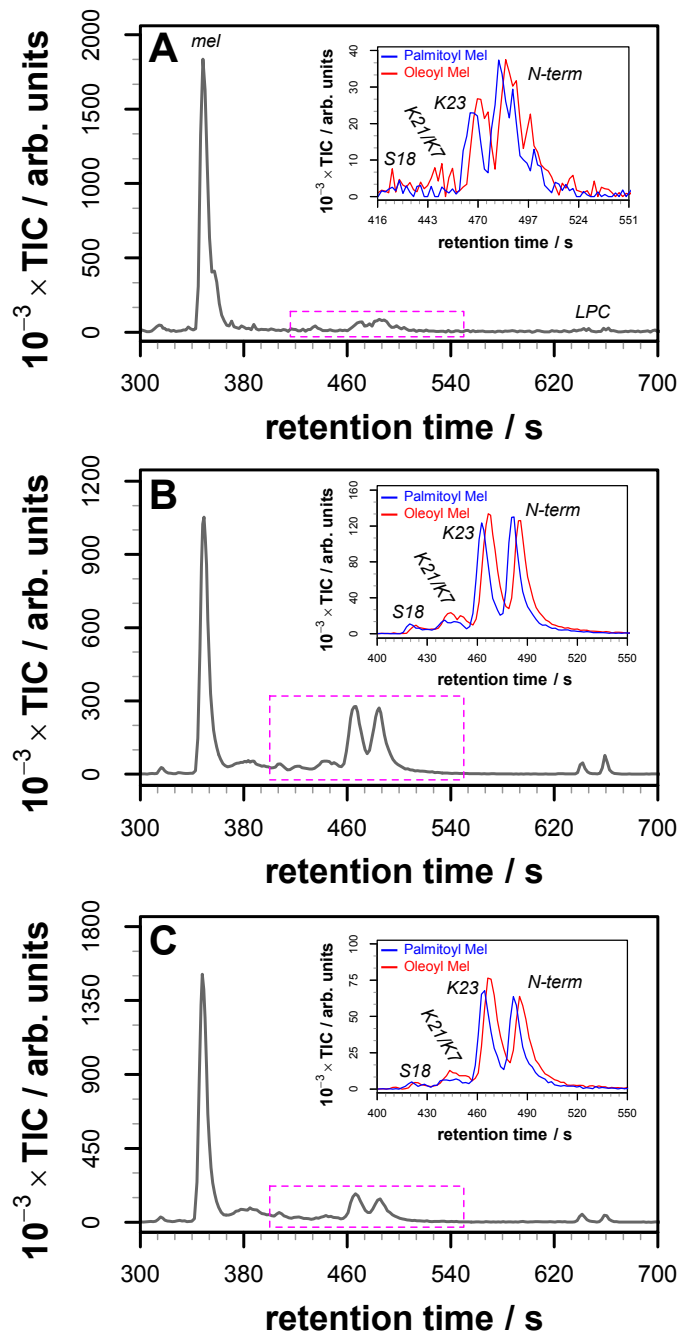 A
mel
Palmitoyl Mel
Oleoyl Mel
N-term
K23
K21/K7
S18
10⁻³ × TIC / arb. units
0 10 20 30 40
416 443 470 497 524 551
retention time / s
LPC
10⁻³ × TIC / arb. units
0 500 1000 1500 2000
300 380 460 540 620 700
retention time / s
B
Palmitoyl Mel
Oleoyl Mel
N-term
K23
K21/K7
S18
10⁻³ × TIC / arb. units
0 40 80 120 160
400 430 460 490 520 550
retention time / s
10⁻³ × TIC / arb. units
0 300 600 900 1200
300 380 460 540 620 700
retention time / s
C
Palmitoyl Mel
Oleoyl Mel
N-term
K23
K21/K7
S18
10⁻³ × TIC / arb. units
0 25 50 75 100
400 430 460 490 520 550
retention time / s
10⁻³ × TIC / arb. units
0 450 900 1350 1800
300 380 460 540 620 700
retention time / s